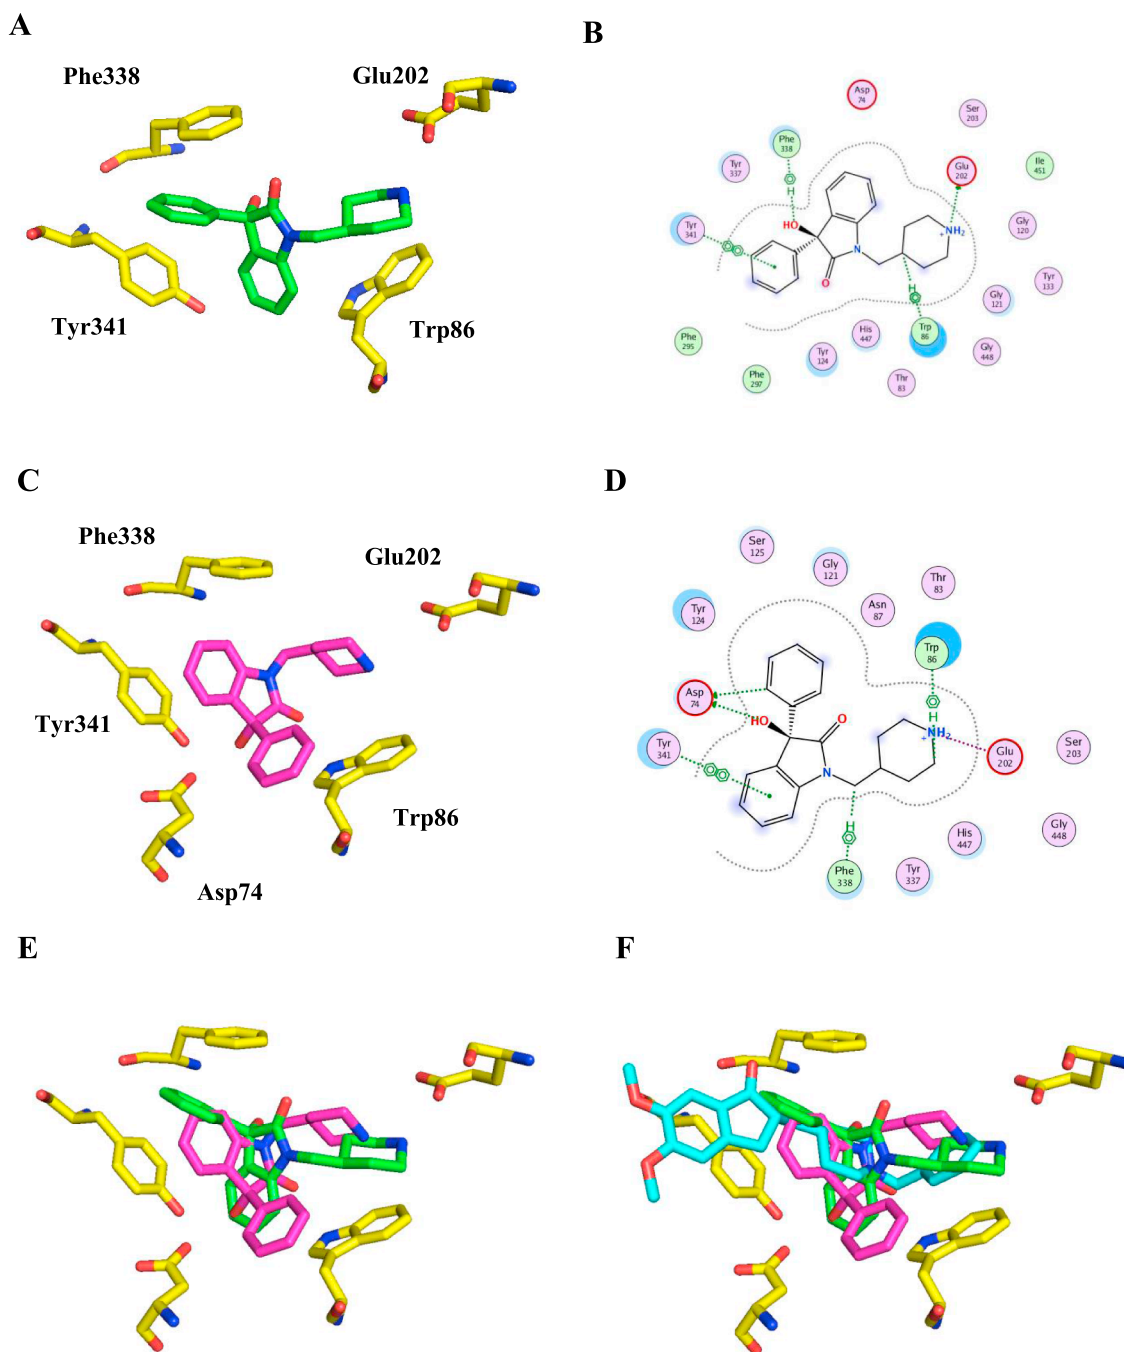 A
B
Phe338
Glu202
Tyr341
Trp86
Asp
74
Ser
203
Phe
338
Glu
202
Ile
451
Tyr
337
H
HO
Tyr
341
Gly
120
NH2
+
N
O
Tyr
133
H
Gly
121
Trp
86
His
447
Phe
295
Tyr
124
Gly
448
Phe
297
Thr
83
C
D
Phe338
Glu202
Tyr341
Trp86
Asp74
Ser
125
Gly
121
Thr
83
Asn
87
Tyr
124
Trp
86
Asp
74
H
HO
O
NH2
+
Tyr
341
Glu
202
Ser
203
N
H
His
447
Gly
448
Phe
338
Tyr
337
E
F